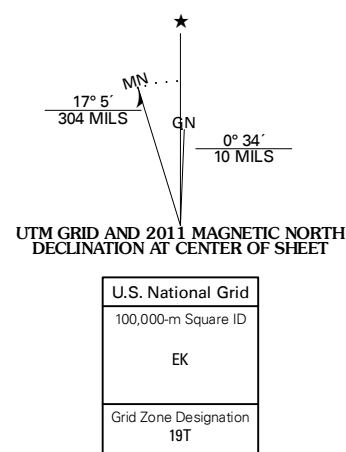 ★
MN
17° 5´
304 MILS
GN
0° 34´
10 MILS
UTM GRID AND 2011 MAGNETIC NORTH
DECLINATION AT CENTER OF SHEET
U.S. National Grid
100,000-m Square ID
EK
Grid Zone Designation
19T